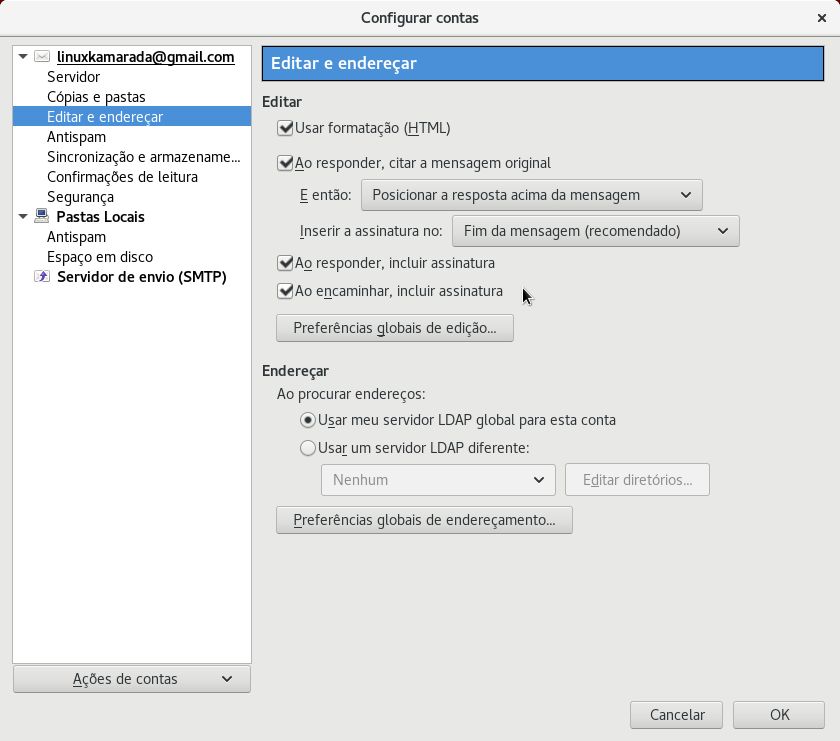 Configurar contas
linuxkamarada@gmail.com
Servidor
Cópias e pastas
Editar e endereçar
Antispam
Sincronização e armazename...
Confirmações de leitura
Segurança
Pastas Locais
Antispam
Espaço em disco
Servidor de envio (SMTP)
Ações de contas
Editar e endereçar
Editar
Usar formatação (HTML)
Ao responder, citar a mensagem original
E então: Posicionar a resposta acima da mensagem
Inserir a assinatura no: Fim da mensagem (recomendado)
Ao responder, incluir assinatura
Ao encaminhar, incluir assinatura
Preferências globais de edição...
Endereçar
Ao procurar endereços:
Usar meu servidor LDAP global para esta conta
Usar um servidor LDAP diferente:
Nenhum Editar diretórios...
Preferências globais de endereçamento...
Cancelar OK